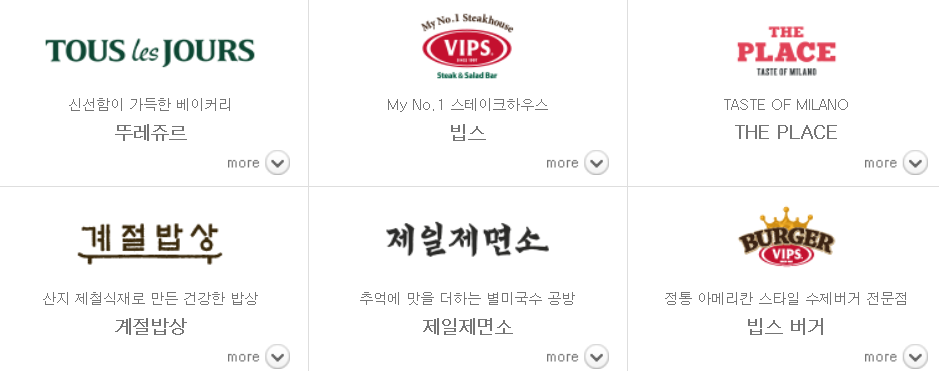 TOUS les JOURS
신선함이 가득한 베이커리
뚜레쥬르
more
My No.1 Steakhouse
VIPS
SINCE 1997
Steak & Salad Bar
My No.1 스테이크하우스
빕스
more
THE
PLACE
TASTE OF MILANO
TASTE OF MILANO
THE PLACE
more
계절밥상
산지 제철식재로 만든 건강한 밥상
계절밥상
more
제일제면소
추억에 맛을 더하는 별미국수 공방
제일제면소
more
BURGER
VIPS
정통 아메리칸 스타일 수제버거 전문점
빕스 버거
more